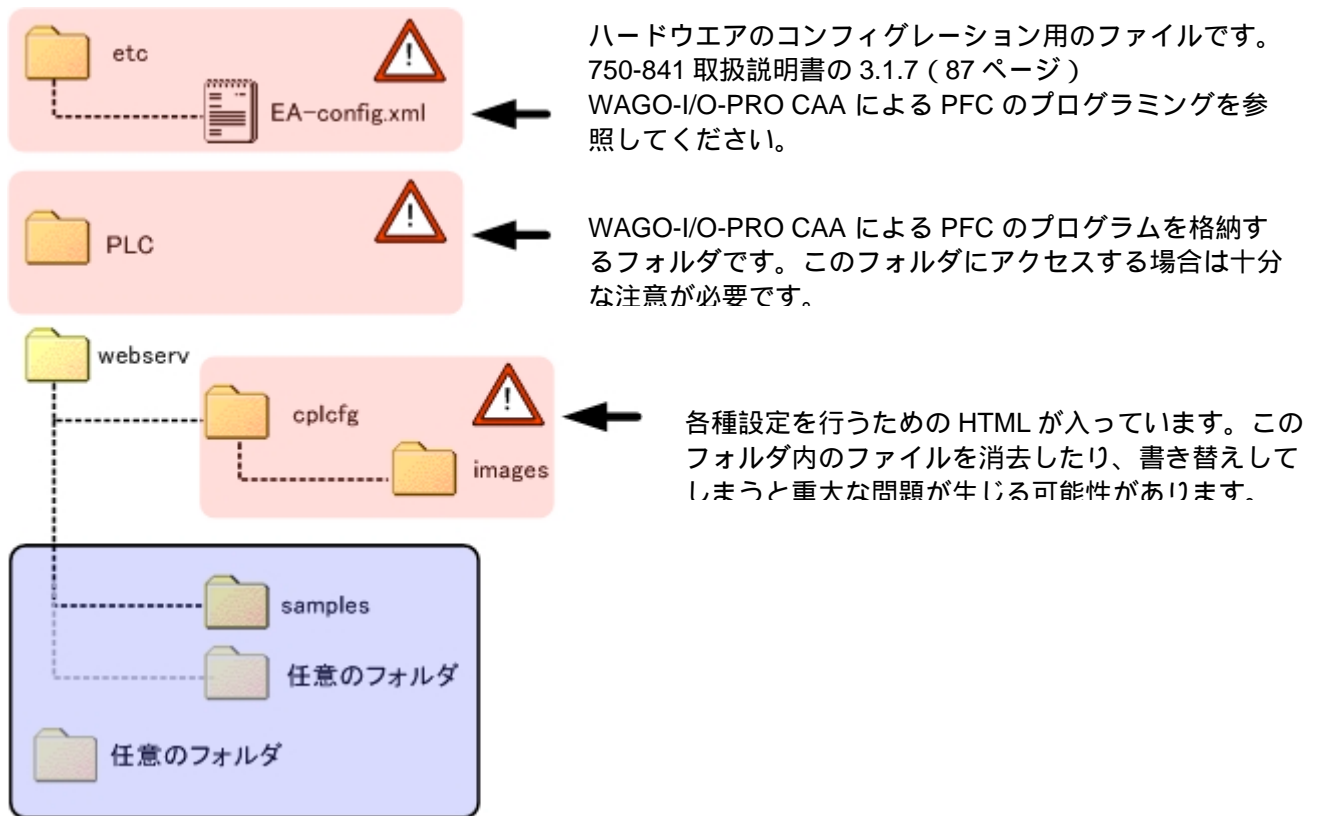 etc
EA-config.xml
ハードウエアのコンフィグレーション用のファイルです。
750-841 取扱説明書の 3.1.7（87 ページ）
WAGO-I/O-PRO CAA による PFC のプログラミングを参
照してください。
PLC
WAGO-I/O-PRO CAA による PFC のプログラムを格納す
るフォルダです。このフォルダにアクセスする場合は十分
な注意が必要です。
webserv
cplcfg
images
各種設定を行うための HTML が入っています。この
フォルダ内のファイルを消去したり、書き替えして
しまうと重大な問題が生じる可能性があります。
samples
任意のフォルダ
任意のフォルダ